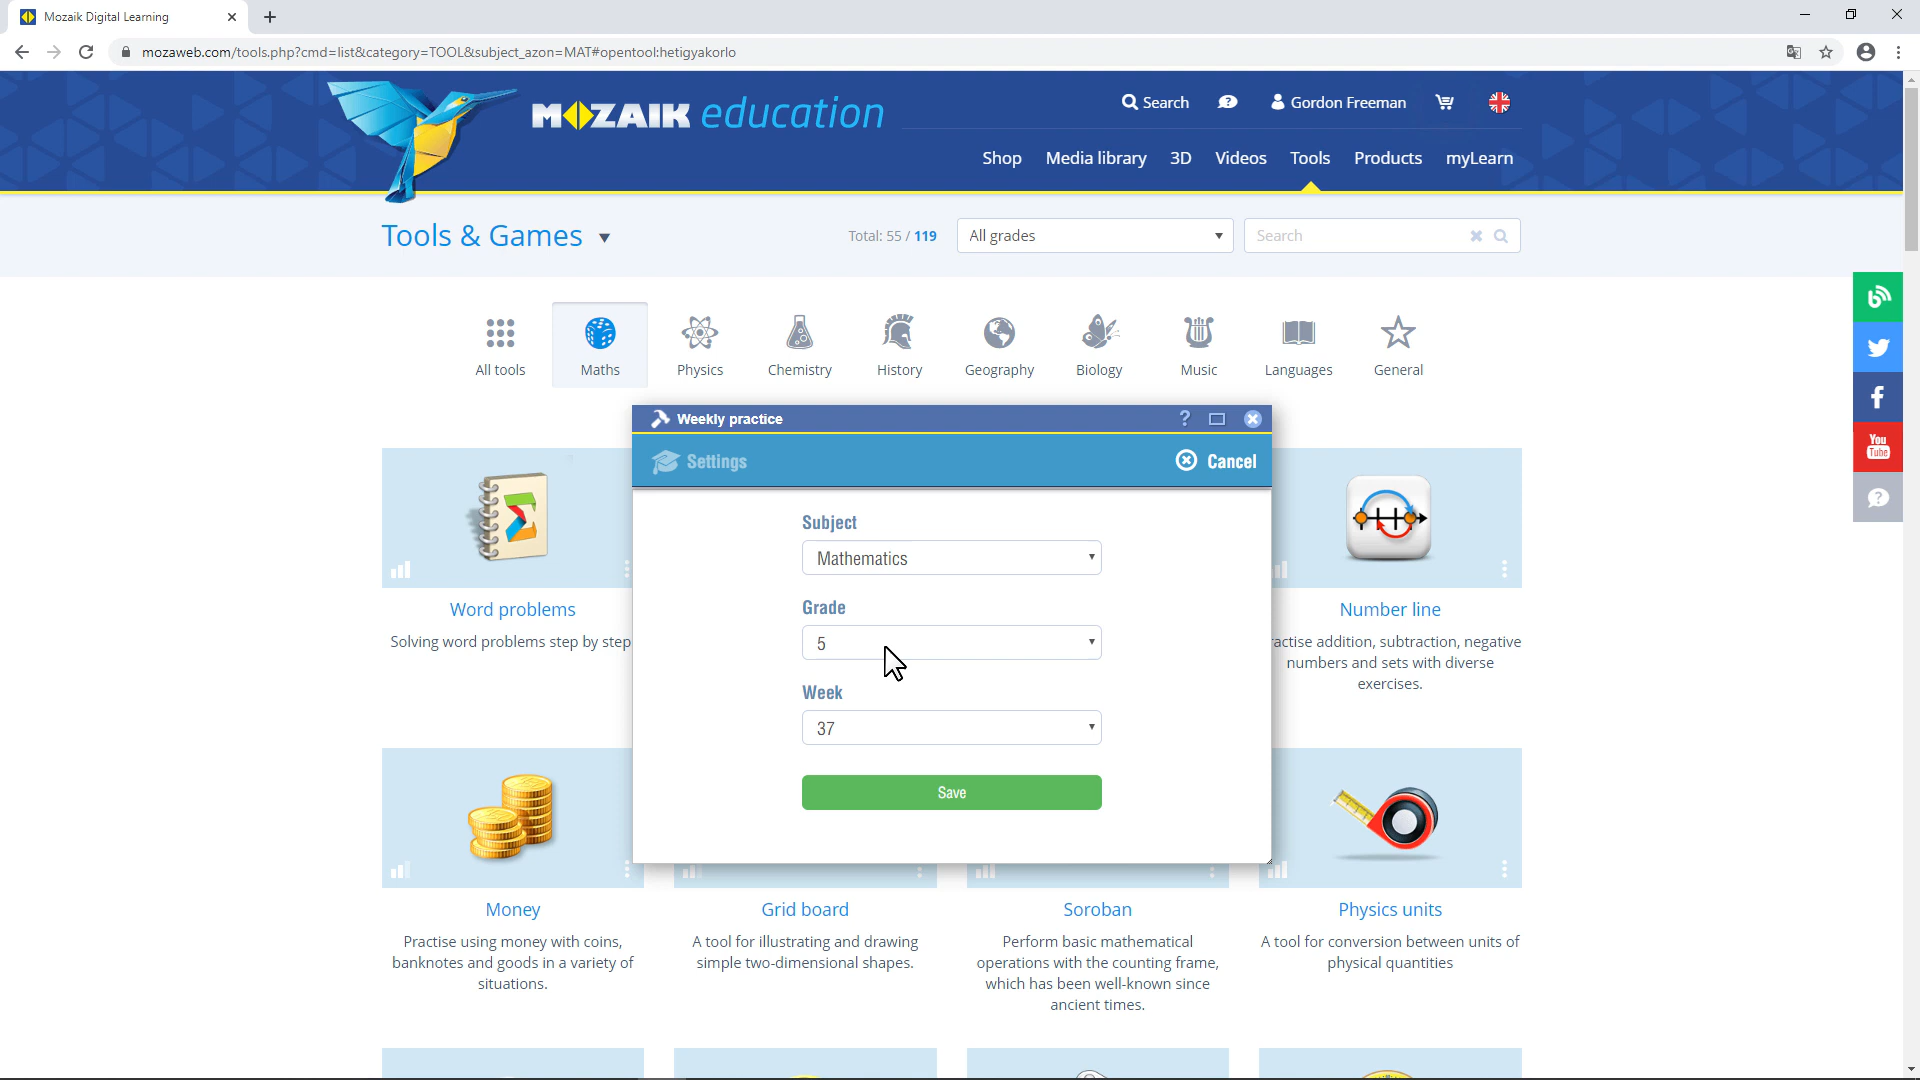 Mozaik Digital Learning
mozaweb.com/tools.php?cmd=list&category=TOOL&subject_azon=MAT#opentool:hetigyakorlo
MOZAIK education
Search
Gordon Freeman
Shop
Media library
3D
Videos
Tools
Products
myLearn
Tools & Games
Total: 55 / 119
All grades
Search
All tools
Maths
Physics
Chemistry
History
Geography
Biology
Music
Languages
General
You
Tube
Weekly practice
Settings
Cancel
Subject
Mathematics
Grade
5
Week
37
Save
Word problems
Solving word problems step by step
Number line
actise addition, subtraction, negative
numbers and sets with diverse
exercises.
Money
Practise using money with coins,
banknotes and goods in a variety of
situations.
Grid board
A tool for illustrating and drawing
simple two-dimensional shapes.
Soroban
Perform basic mathematical
operations with the counting frame,
which has been well-known since
ancient times.
Physics units
A tool for conversion between units of
physical quantities